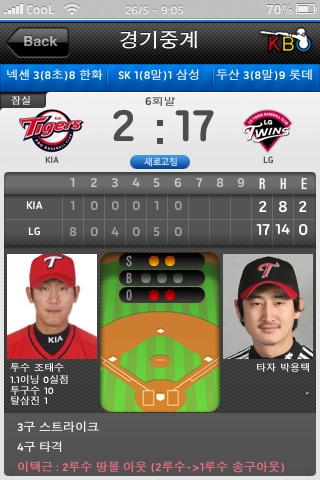 CooL 26/5 - 9:05 70%
Back 경기중계 KBO
넥센 3(8초)8 한화 SK 1(8말)1 삼성 두산 3(8말)9 롯데
잠실
6회말
KIA Tigers 2 : 17 LG TWINS
KIA 새로고침 LG
1 2 3 4 5 6 7 8 9 R H E
KIA 1 0 0 0 1 0 2 8 2
LG 8 0 4 0 5 0 17 14 0
S
B
O
KIA
투수 조태수
1.1이닝 0실점
투구수 10
탈삼진 1
타자 박용택
-
3구 스트라이크
4구 타격
이택근 : 2루수 땅볼 아웃 (2루수->1루수 송구아웃)